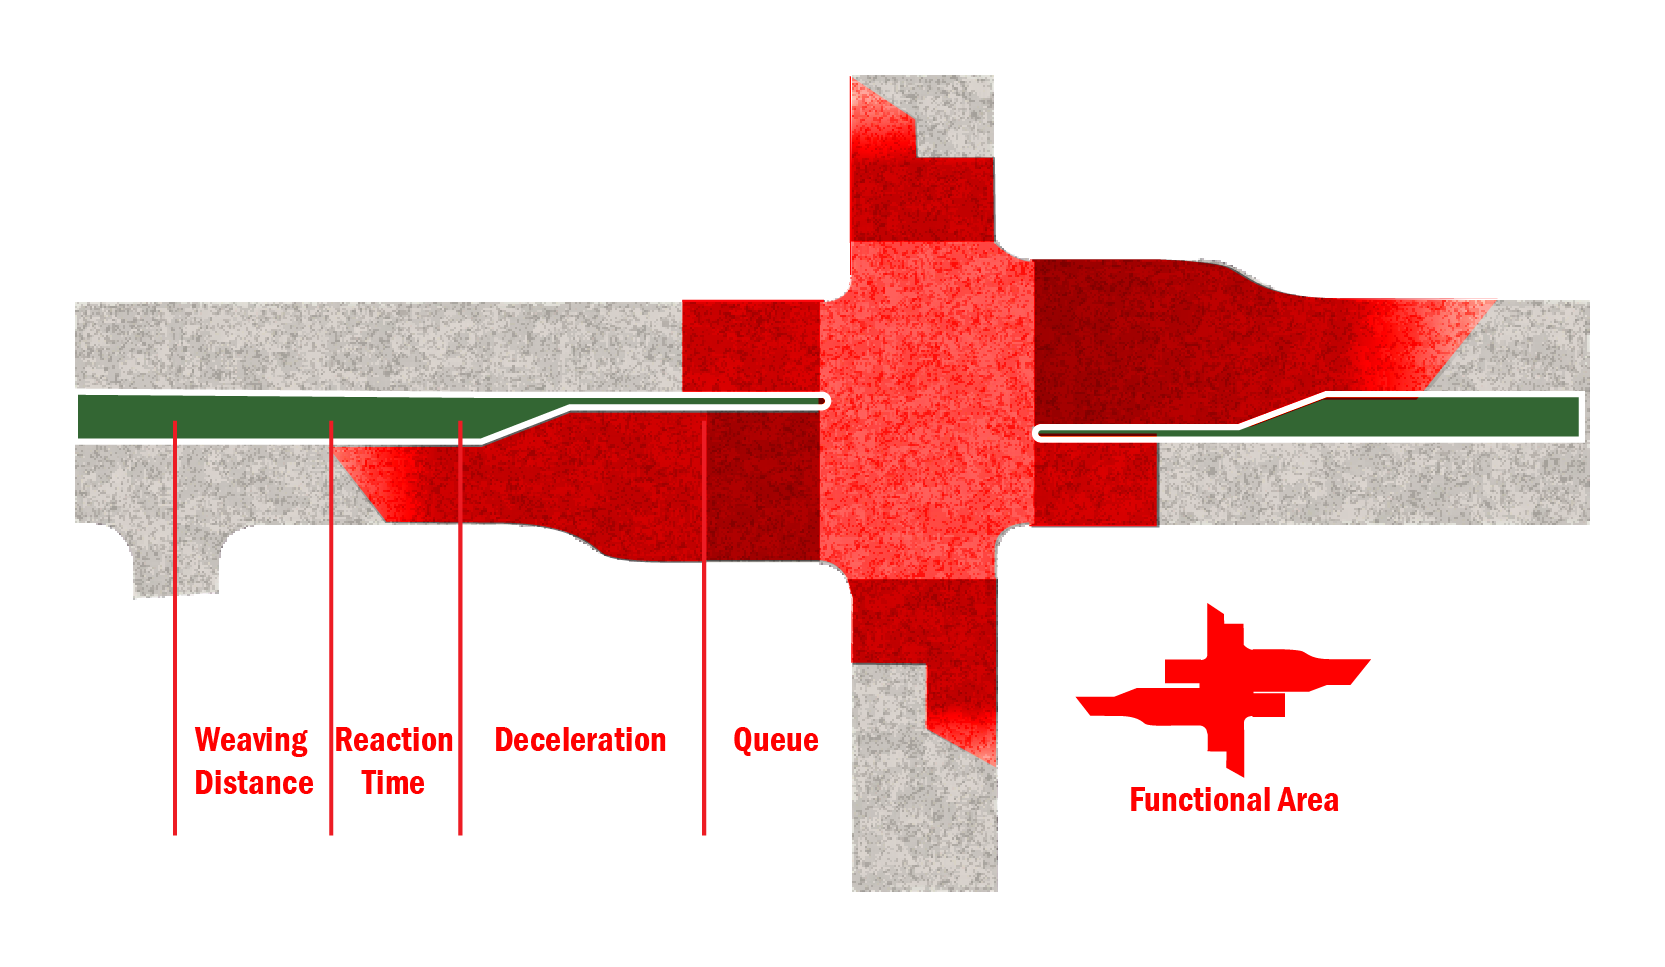 Weaving
Distance
Reaction
Time
Deceleration
Queue
Functional Area